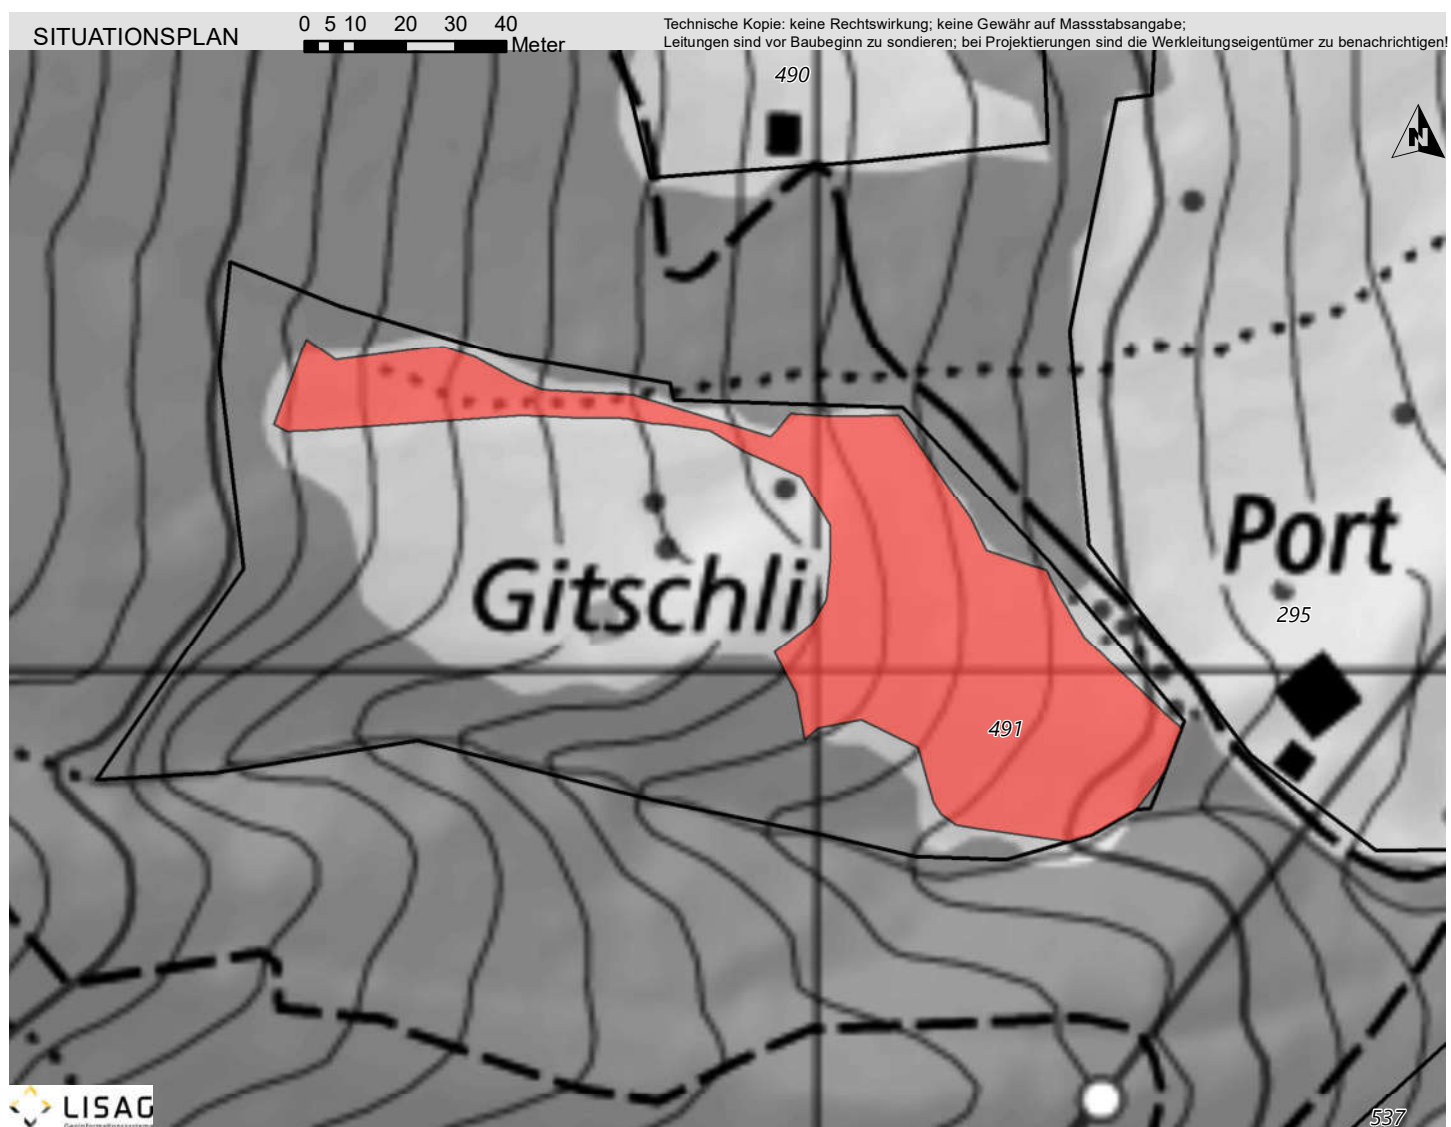 SITUATIONSPLAN
0 5 10 20 30 40
Meter
Technische Kopie: keine Rechtswirkung; keine Gewähr auf Massstabsangabe;
Leitungen sind vor Baubeginn zu sondieren; bei Projektierungen sind die Werkleitungseigentümer zu benachrichtigen!
490
N
Port
Gitschli
295
491
LISAG
537